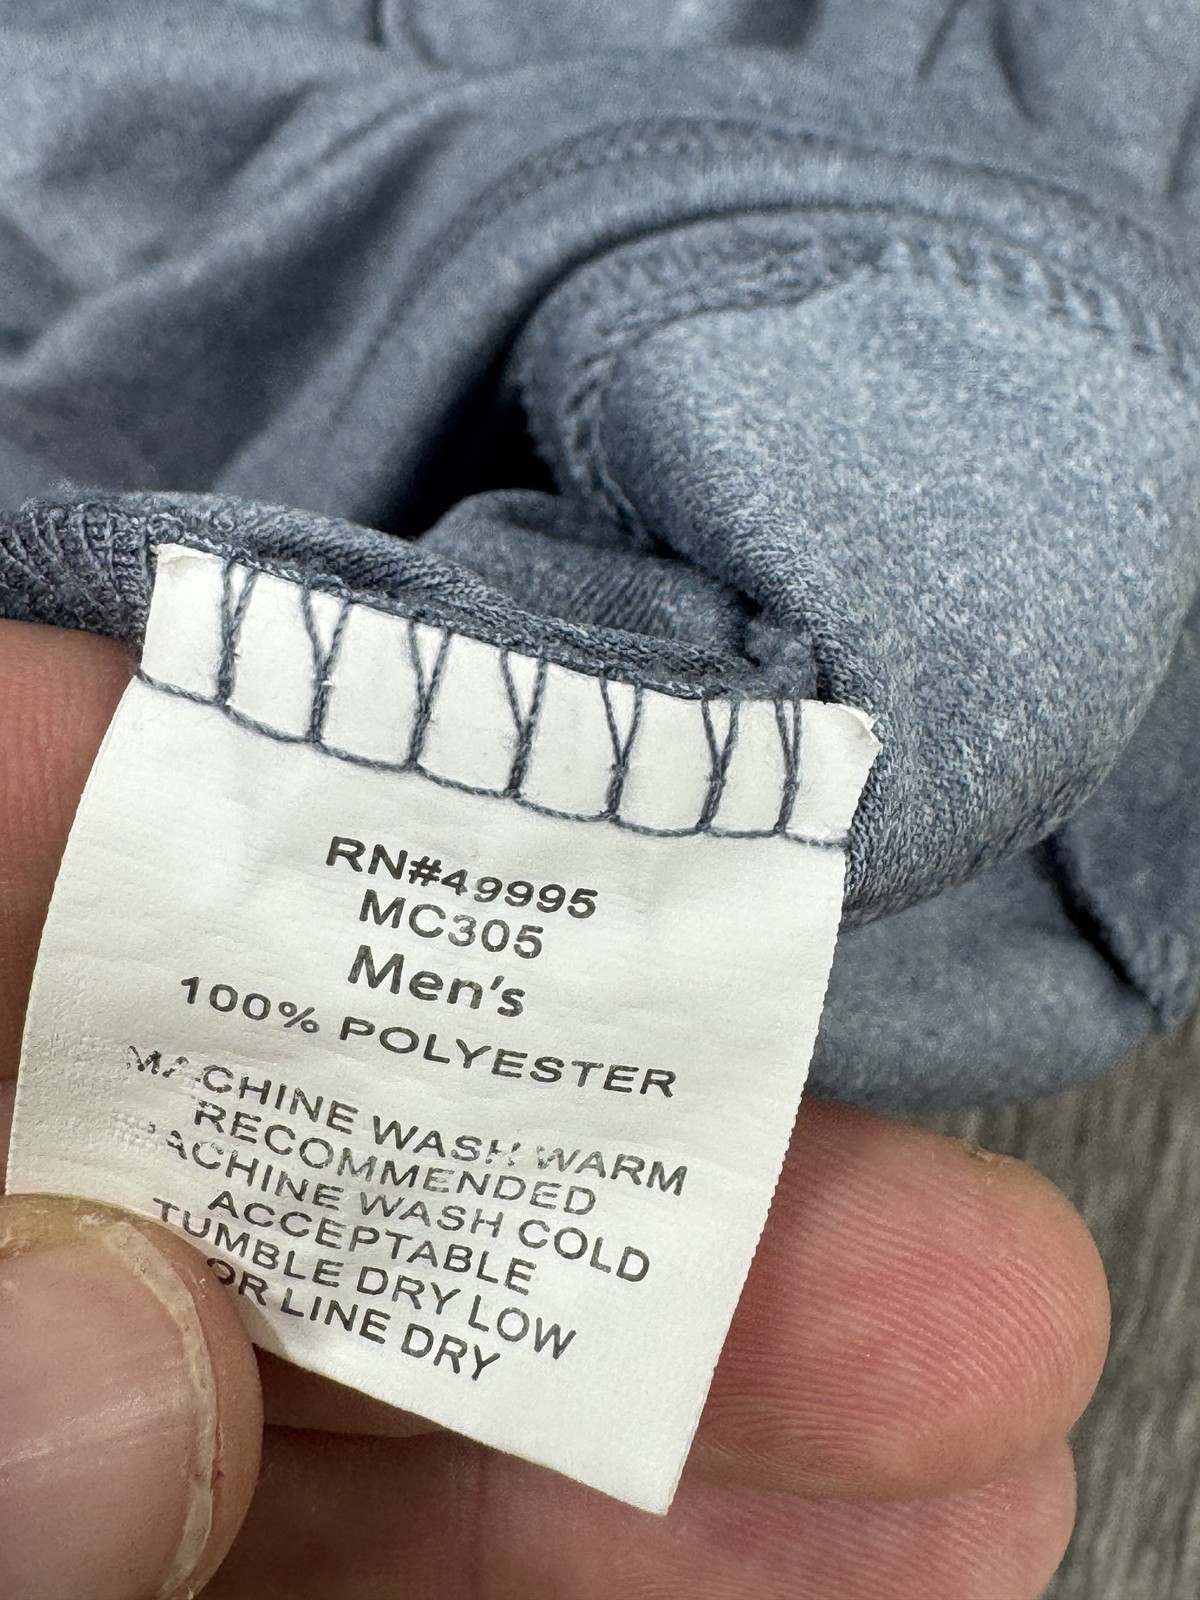 RN#49995
MC305
Men's
100% POLYESTER
MACHINE WASH WARM
RECOMMENDED
MACHINE WASH COLD
ACCEPTABLE
TUMBLE DRY LOW
OR LINE DRY